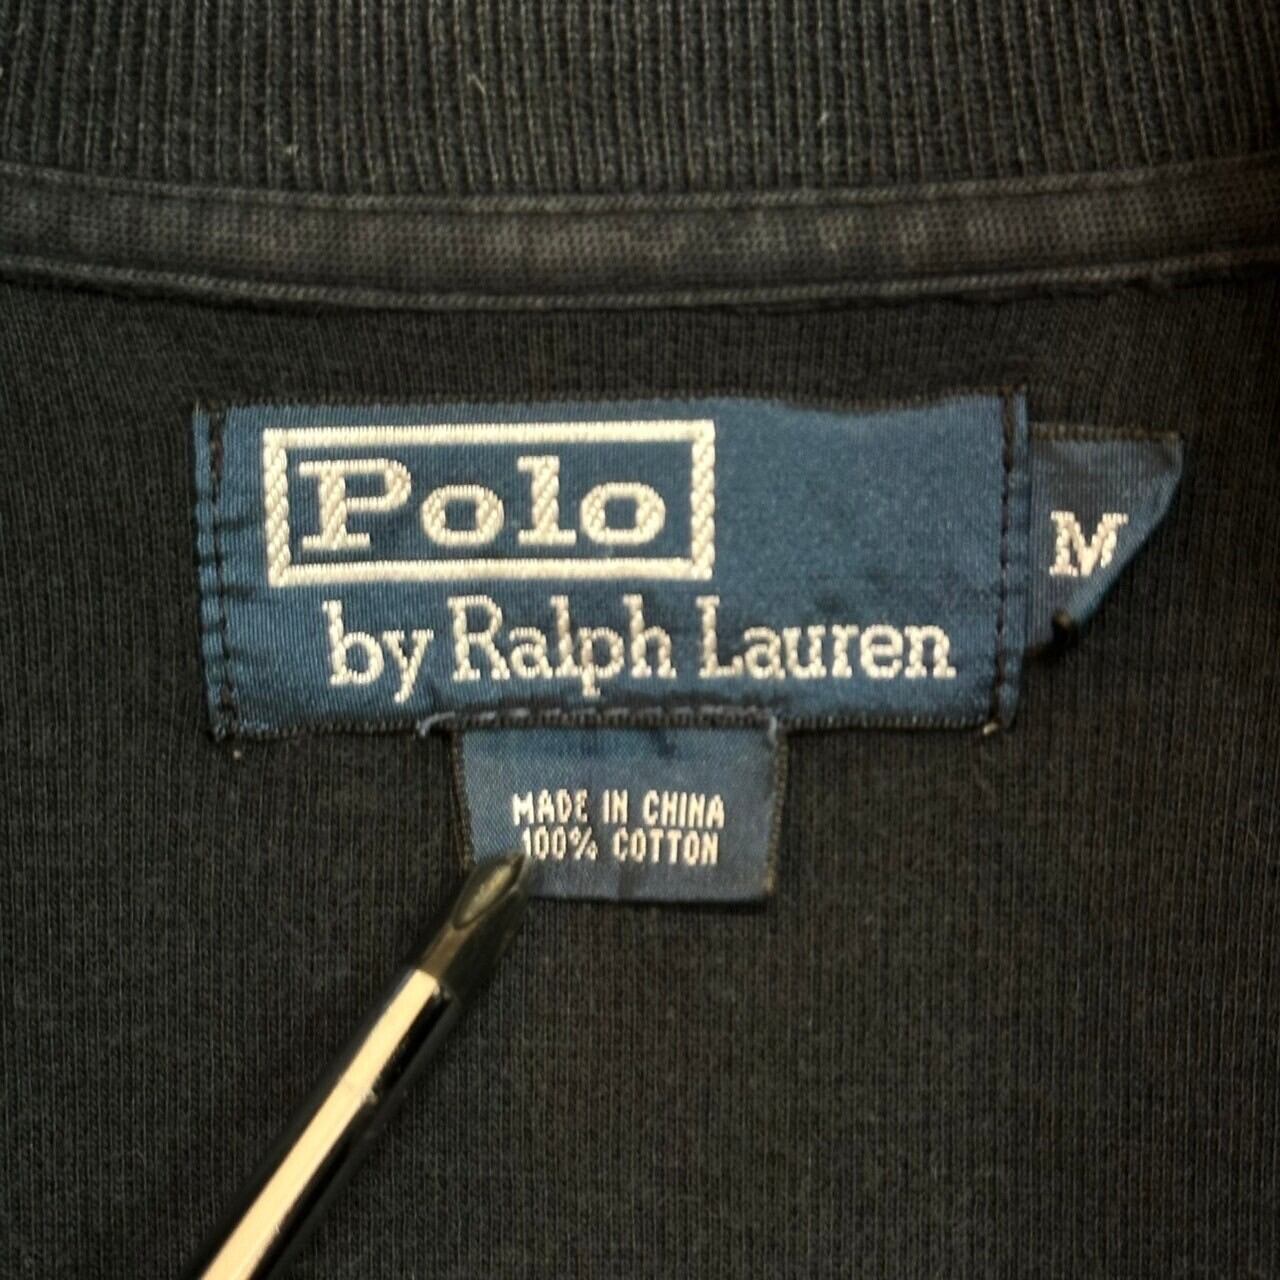 Polo
by Ralph Lauren
M
MADE IN CHINA
100% COTTON